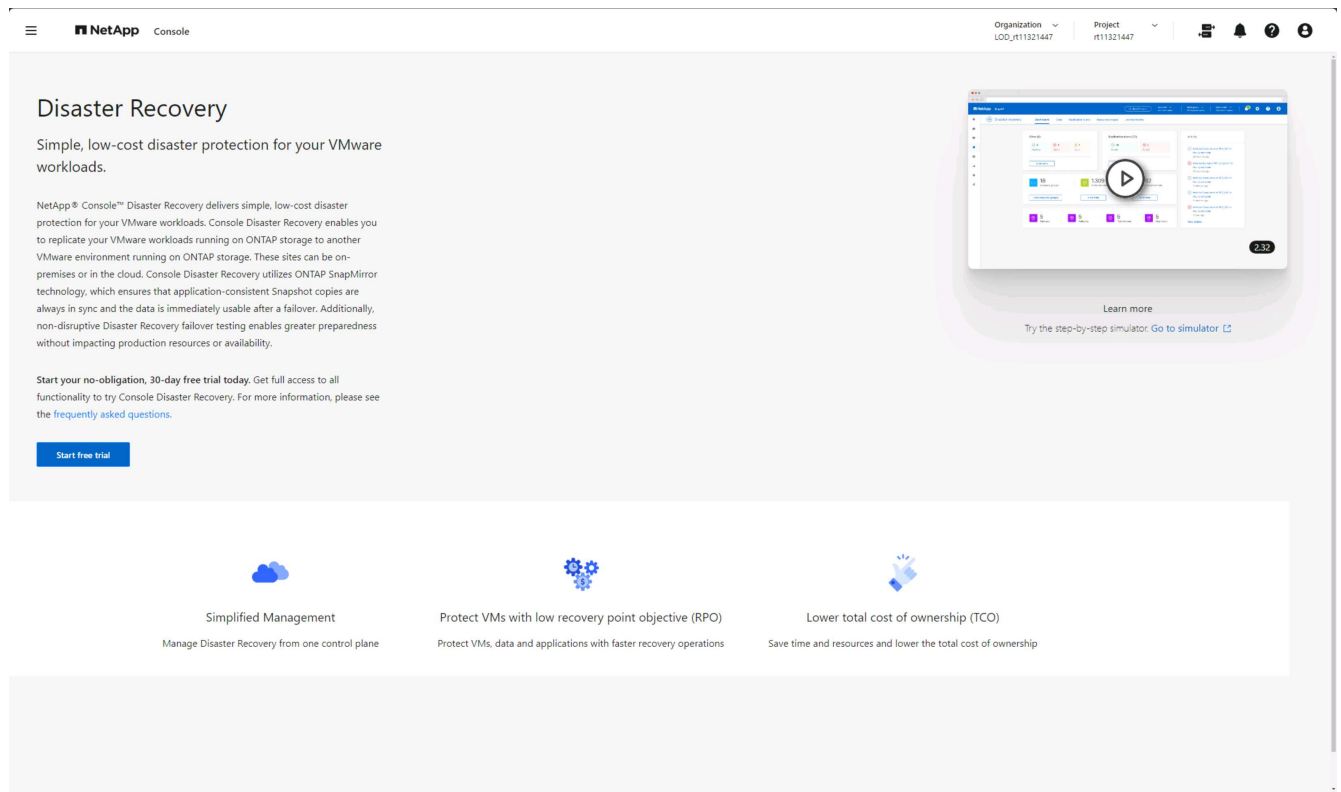 NetApp Console
Organization
LOD_rt11321447
Project
rt11321447
Disaster Recovery
Simple, low-cost disaster protection for your VMware
workloads.
NetApp® Console™ Disaster Recovery delivers simple, low-cost disaster
protection for your VMware workloads. Console Disaster Recovery enables you
to replicate your VMware workloads running on ONTAP storage to another
VMware environment running on ONTAP storage. These sites can be on-
premises or in the cloud. Console Disaster Recovery utilizes ONTAP SnapMirror
technology, which ensures that application-consistent Snapshot copies are
always in sync and the data is immediately usable after a failover. Additionally,
non-disruptive Disaster Recovery failover testing enables greater preparedness
without impacting production resources or availability.
Start your no-obligation, 30-day free trial today. Get full access to all
functionality to try Console Disaster Recovery. For more information, please see
the frequently asked questions.
Start free trial
Disaster recovery
18
5
5
5
5
2.32
Learn more
Try the step-by-step simulator. Go to simulator
Simplified Management
Manage Disaster Recovery from one control plane
Protect VMs with low recovery point objective (RPO)
Protect VMs, data and applications with faster recovery operations
Lower total cost of ownership (TCO)
Save time and resources and lower the total cost of ownership